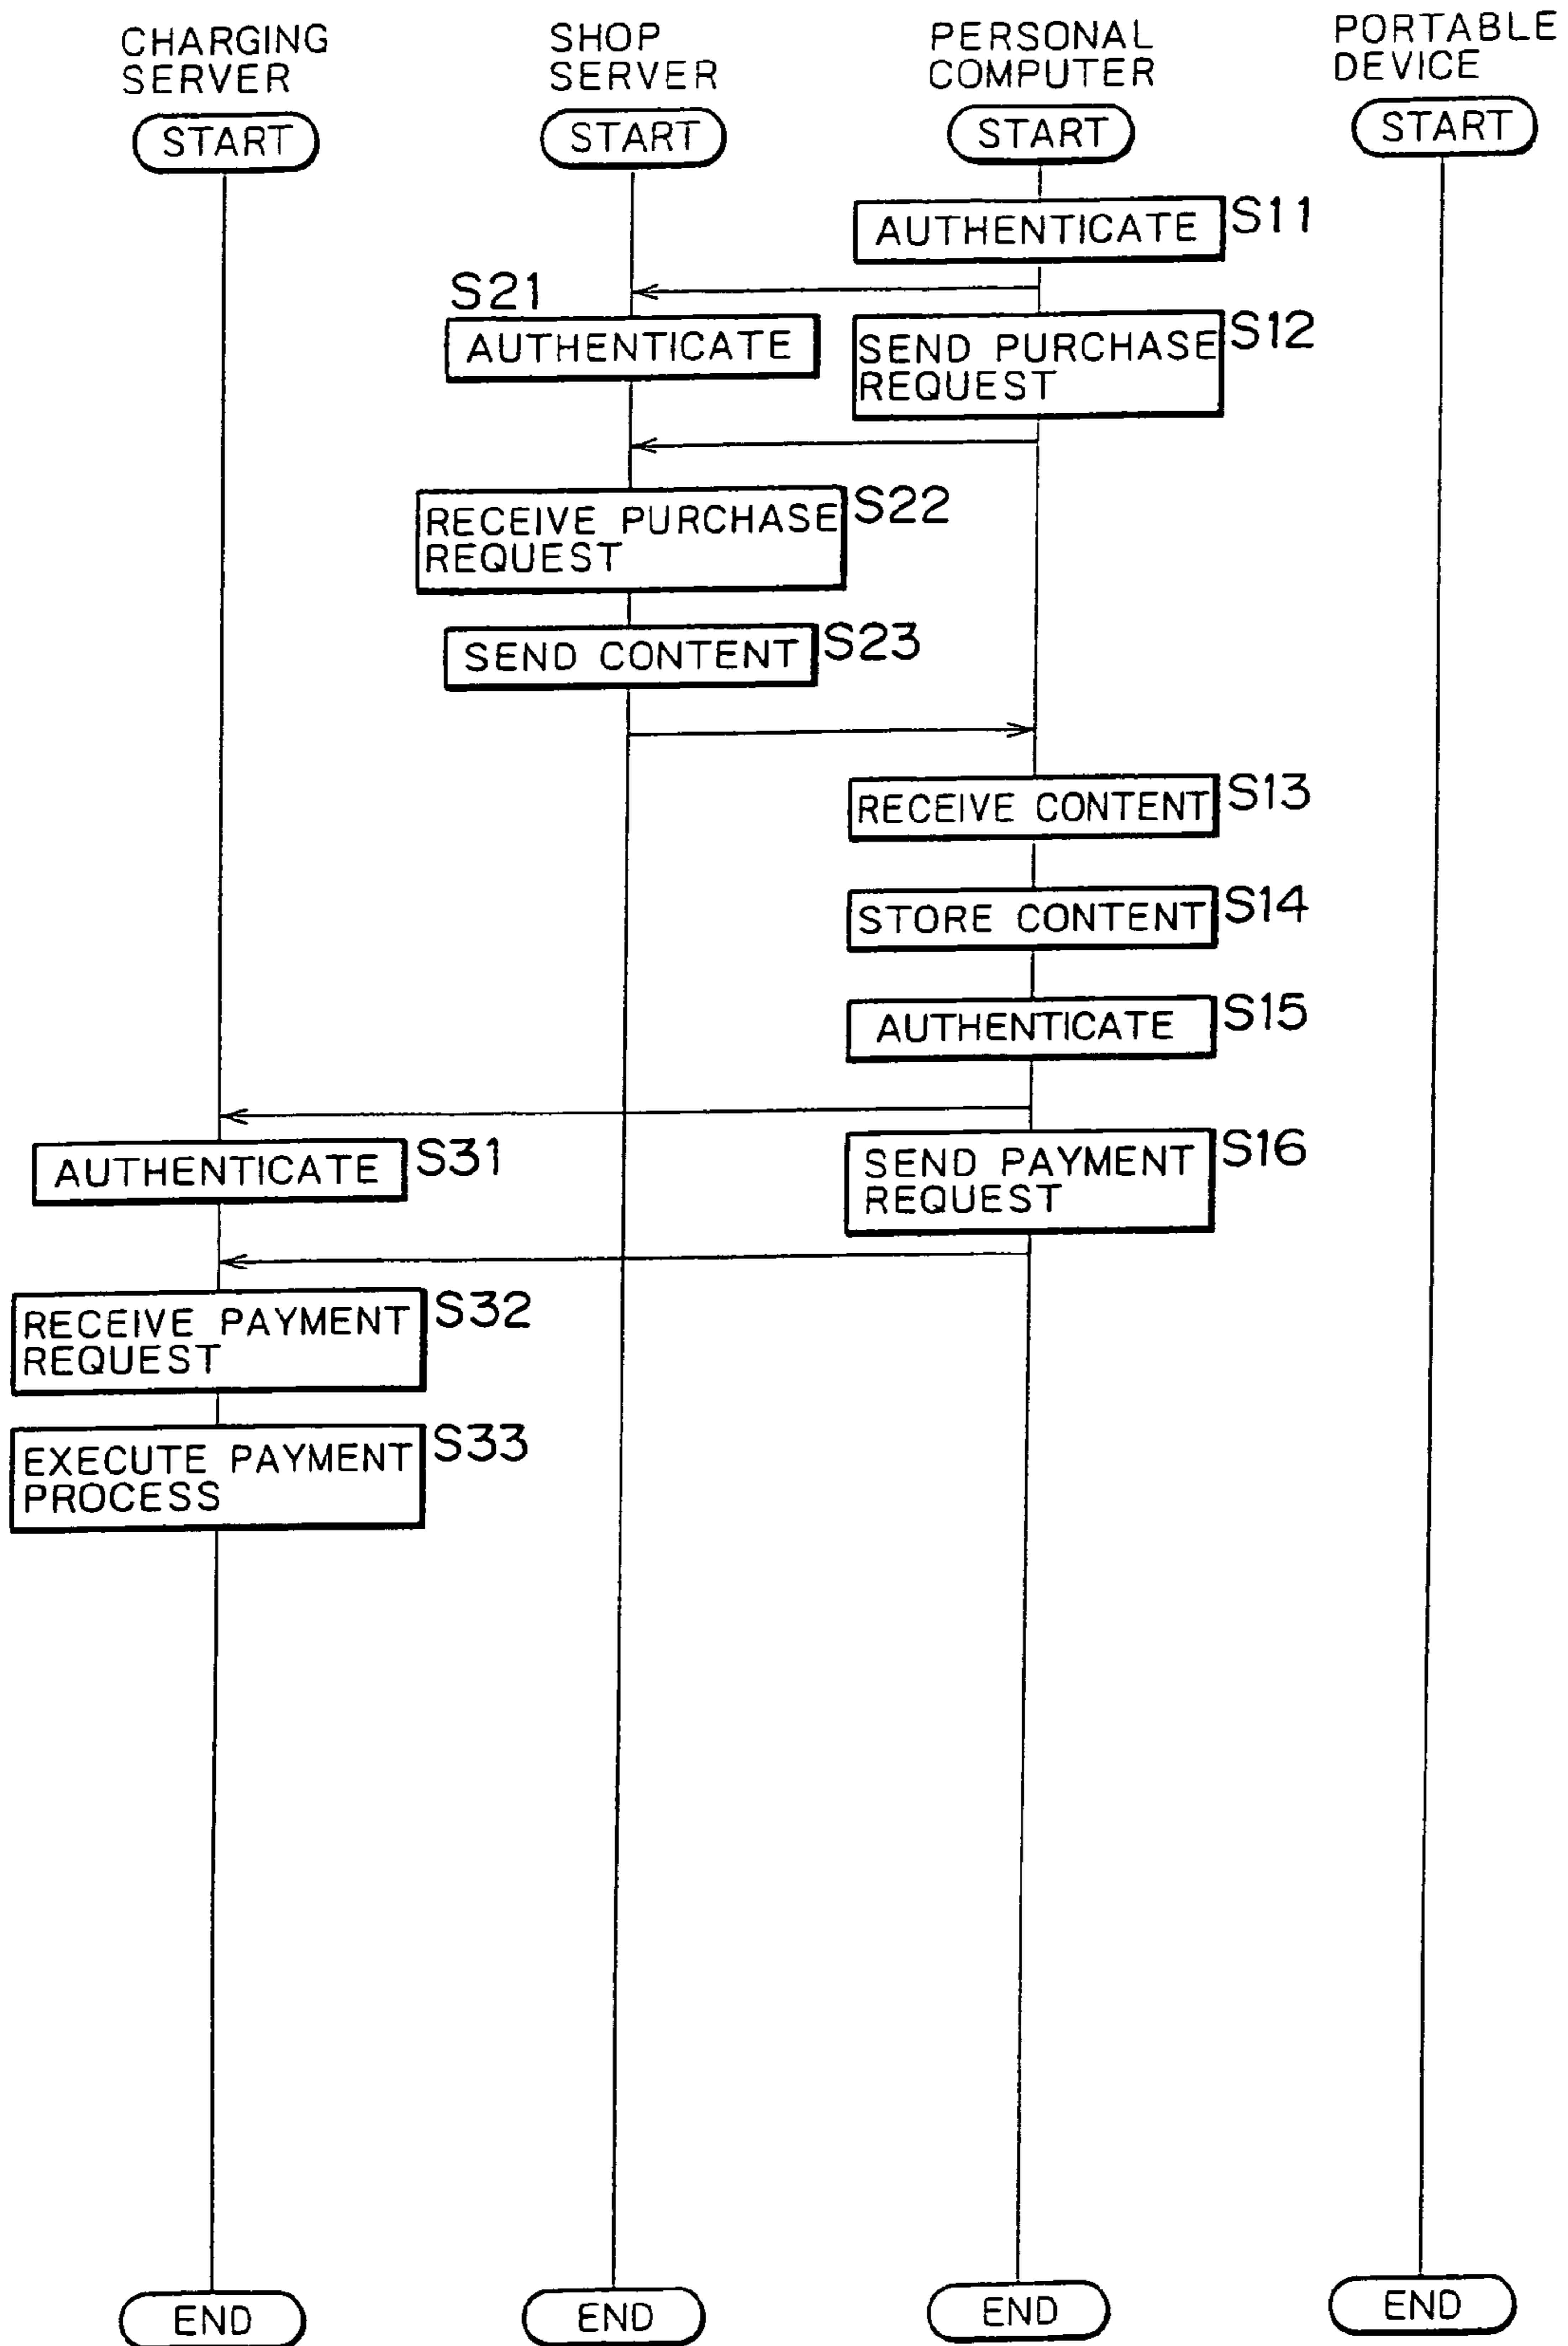 CHARGING
SERVER
SHOP
SERVER
PERSONAL
COMPUTER
PORTABLE
DEVICE
START
START
START
START
AUTHENTICATE
S11
S21
AUTHENTICATE
SEND PURCHASE
REQUEST
S12
RECEIVE PURCHASE
REQUEST
S22
SEND CONTENT
S23
RECEIVE CONTENT
S13
STORE CONTENT
S14
AUTHENTICATE
S15
AUTHENTICATE
S31
SEND PAYMENT
REQUEST
S16
RECEIVE PAYMENT
REQUEST
S32
EXECUTE PAYMENT
PROCESS
S33
END
END
END
END